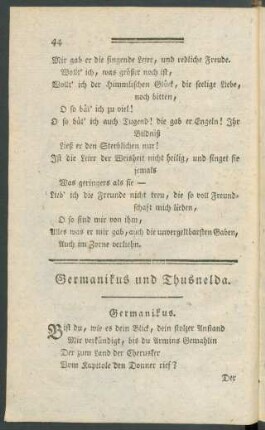 44
Mir gab er die singende Leier, und redliche Freude.
Wollt' ich, was grösser noch ist,
Wollt' ich der Himmlischen Glück, die seelige Liebe,
noch bitten,
O so bät' ich zu viel!
O so bät' ich auch Tugend! die gab er Engeln! Ihr
Bildniß
Ließ er den Sterblichen nur!
Ist die Leier der Weisheit nicht heilig, und singet sie
jemals
Was geringers als sie —
Lieb' ich die Freunde nicht treu, die so voll Freund-
schaft mich lieben,
O so sind mir von ihm,
Alles was er mir gab, auch die unvergeltbarsten Gaben,
Auch im Zorne verliehn.
Germanikus und Thusnelda.
Germanikus.
Bist du, wie es dein Blick, dein stolzer Anstand
Mir verkündigt, bis du Armins Gemahlin
Der zum Land der Cherusker
Vom Kapitole den Donner rief?
Der